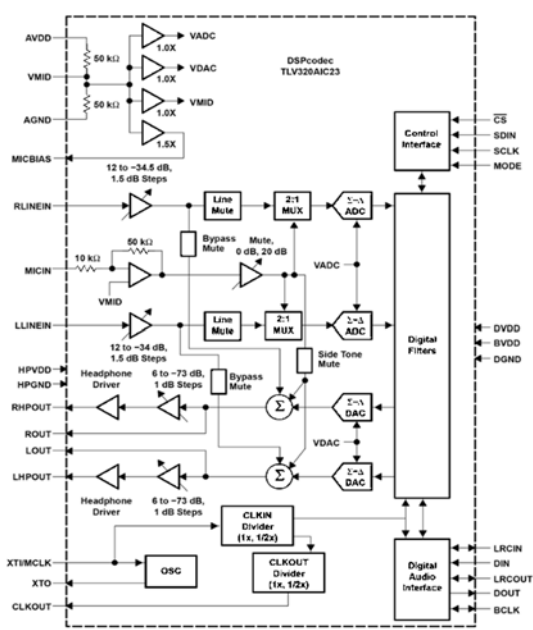 AVDD
50 kΩ
VMID
50 kΩ
AGND
1.0X
VADC
1.0X
VDAC
1.0X
VMID
1.5X
MICBIAS
DSPcodec
TLV320AIC23
Control
Interface
CS
SDIN
SCLK
MODE
12 to −34.5 dB,
1.5 dB Steps
RLINEIN
Line
Mute
2:1
MUX
Σ−Δ
ADC
Bypass
Mute
50 kΩ
10 kΩ
MICIN
VMID
Mute,
0 dB, 20 dB
VADC
LLINEIN
Line
Mute
2:1
MUX
Σ−Δ
ADC
12 to −34 dB,
1.5 dB Steps
Side Tone
Mute
Bypass
Mute
Digital
Filters
DVDD
BVDD
DGND
HPVDD
HPGND
Headphone
Driver
6 to −73 dB,
1 dB Steps
RHPOUT
Σ
Σ−Δ
DAC
ROUT
LOUT
VDAC
LHPOUT
Σ
Σ−Δ
DAC
Headphone
Driver
6 to −73 dB,
1 dB Steps
CLKIN
Divider
(1x, 1/2x)
XTI/MCLK
OSC
XTO
CLKOUT
Divider
(1x, 1/2x)
CLKOUT
Digital
Audio
Interface
LRCIN
DIN
LRCOUT
DOUT
BCLK